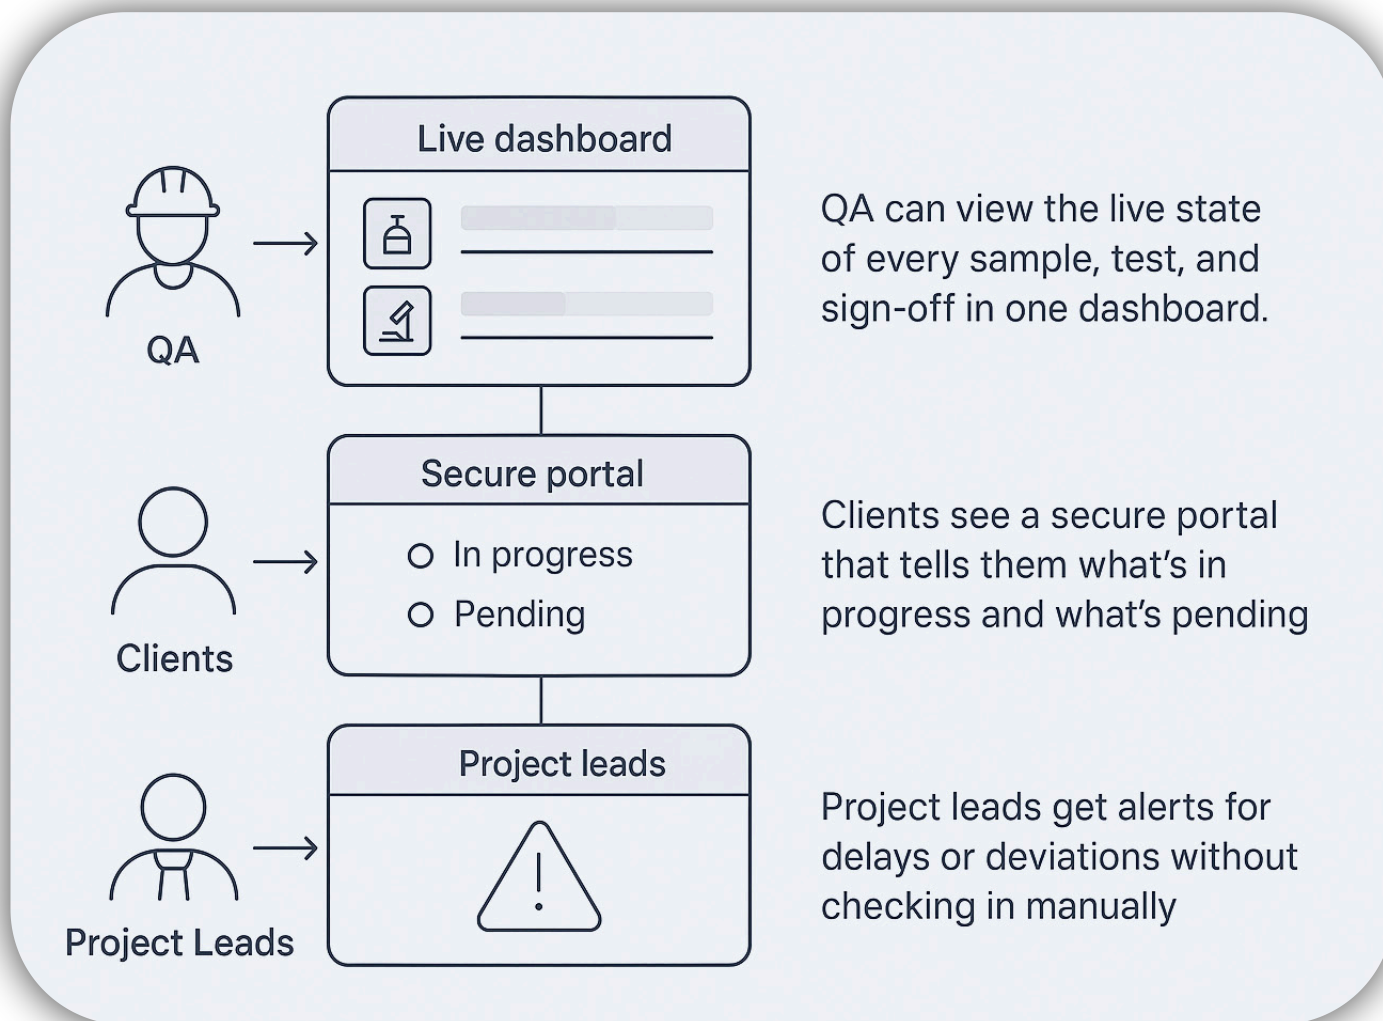 Live dashboard
QA
QA can view the live state
of every sample, test, and
sign-off in one dashboard.
Secure portal
In progress
Pending
Clients
Clients see a secure portal
that tells them what's in
progress and what's pending
Project leads
Project Leads
Project leads get alerts for
delays or deviations without
checking in manually